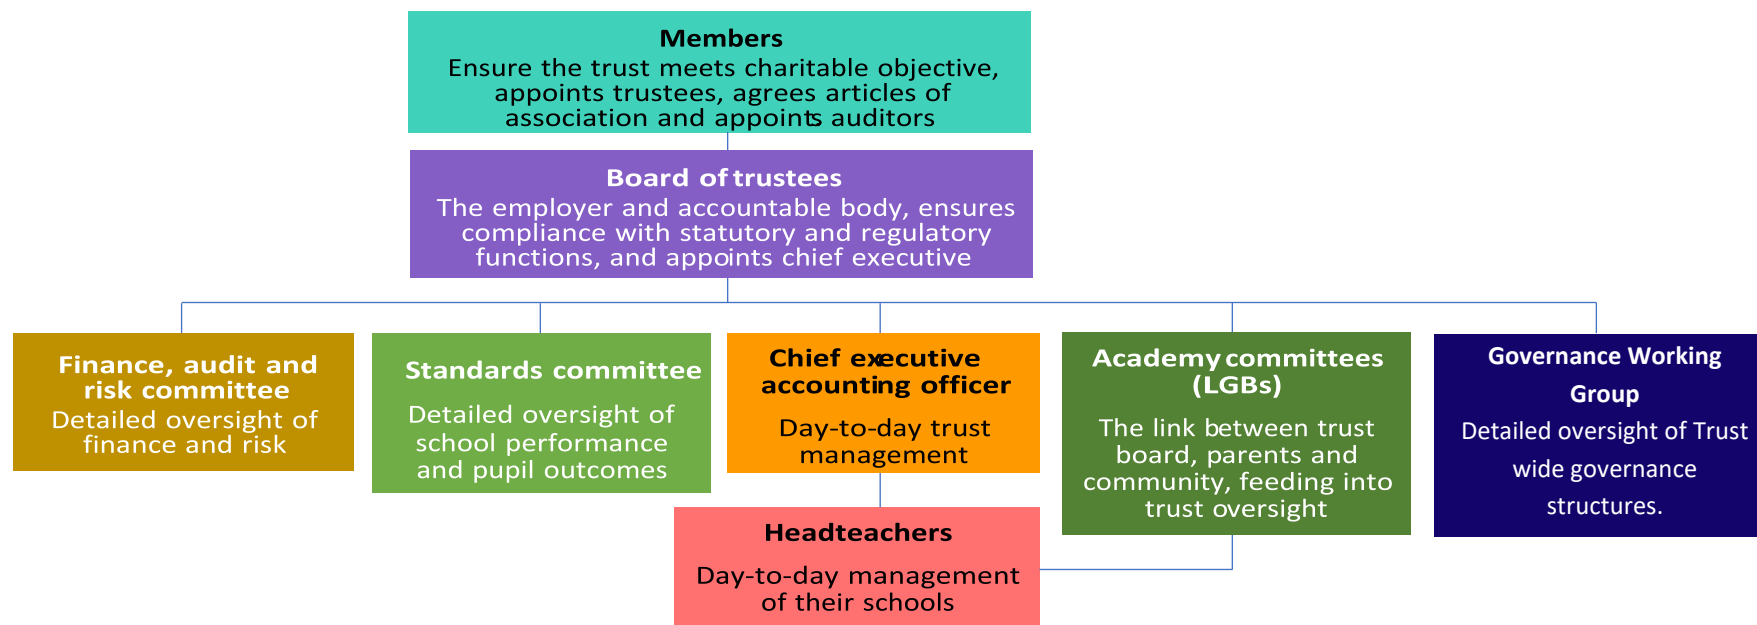 Members
Ensure the trust meets charitable objective,
appoints trustees, agrees articles of
association and appoints auditors
Board of trustees
The employer and accountable body, ensures
compliance with statutory and regulatory
functions, and appoints chief executive
Finance, audit and
risk committee
Detailed oversight of
finance and risk
Standards committee
Detailed oversight of
school performance
and pupil outcomes
Chief executive
accounting officer
Day-to-day trust
management
Academy committees
(LGBs)
The link between trust
board, parents and
community, feeding into
trust oversight
Governance Working
Group
Detailed oversight of Trust
wide governance
structures.
Headteachers
Day-to-day management
of their schools